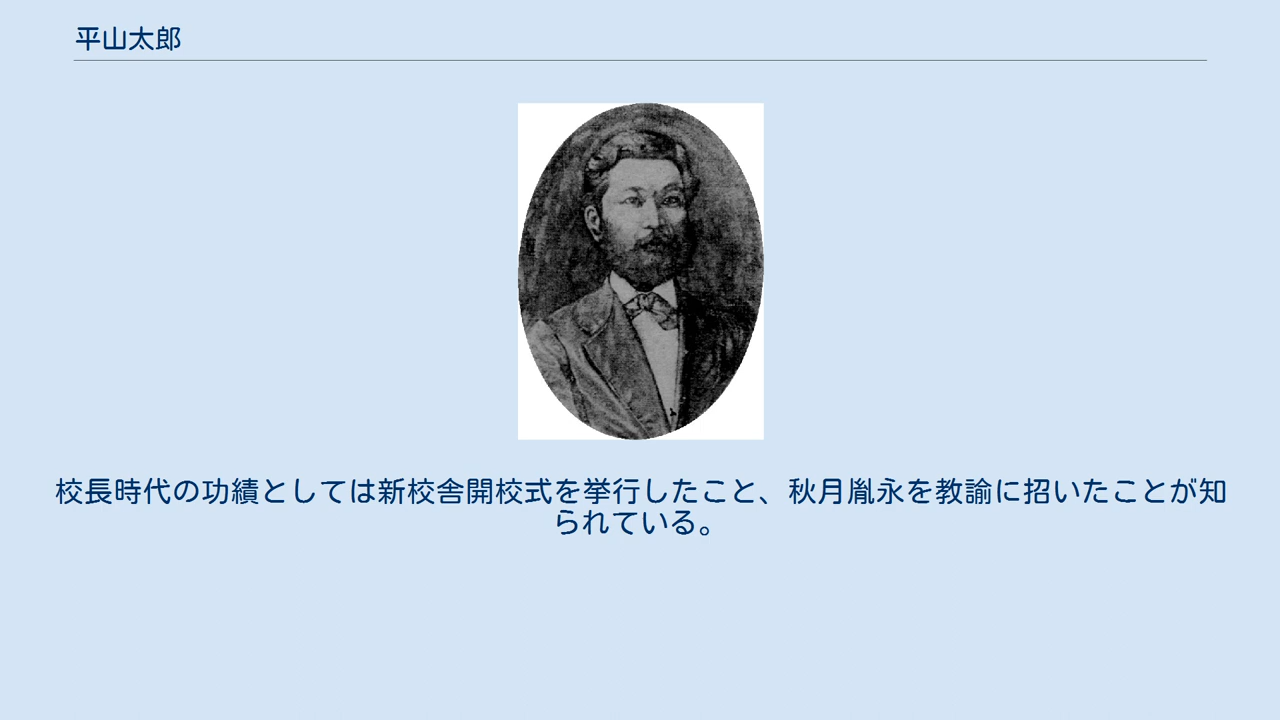 平山太郎
校長時代の功績としては新校舎開校式を挙行したこと、秋月胤永を教諭に招いたことが知
られている。